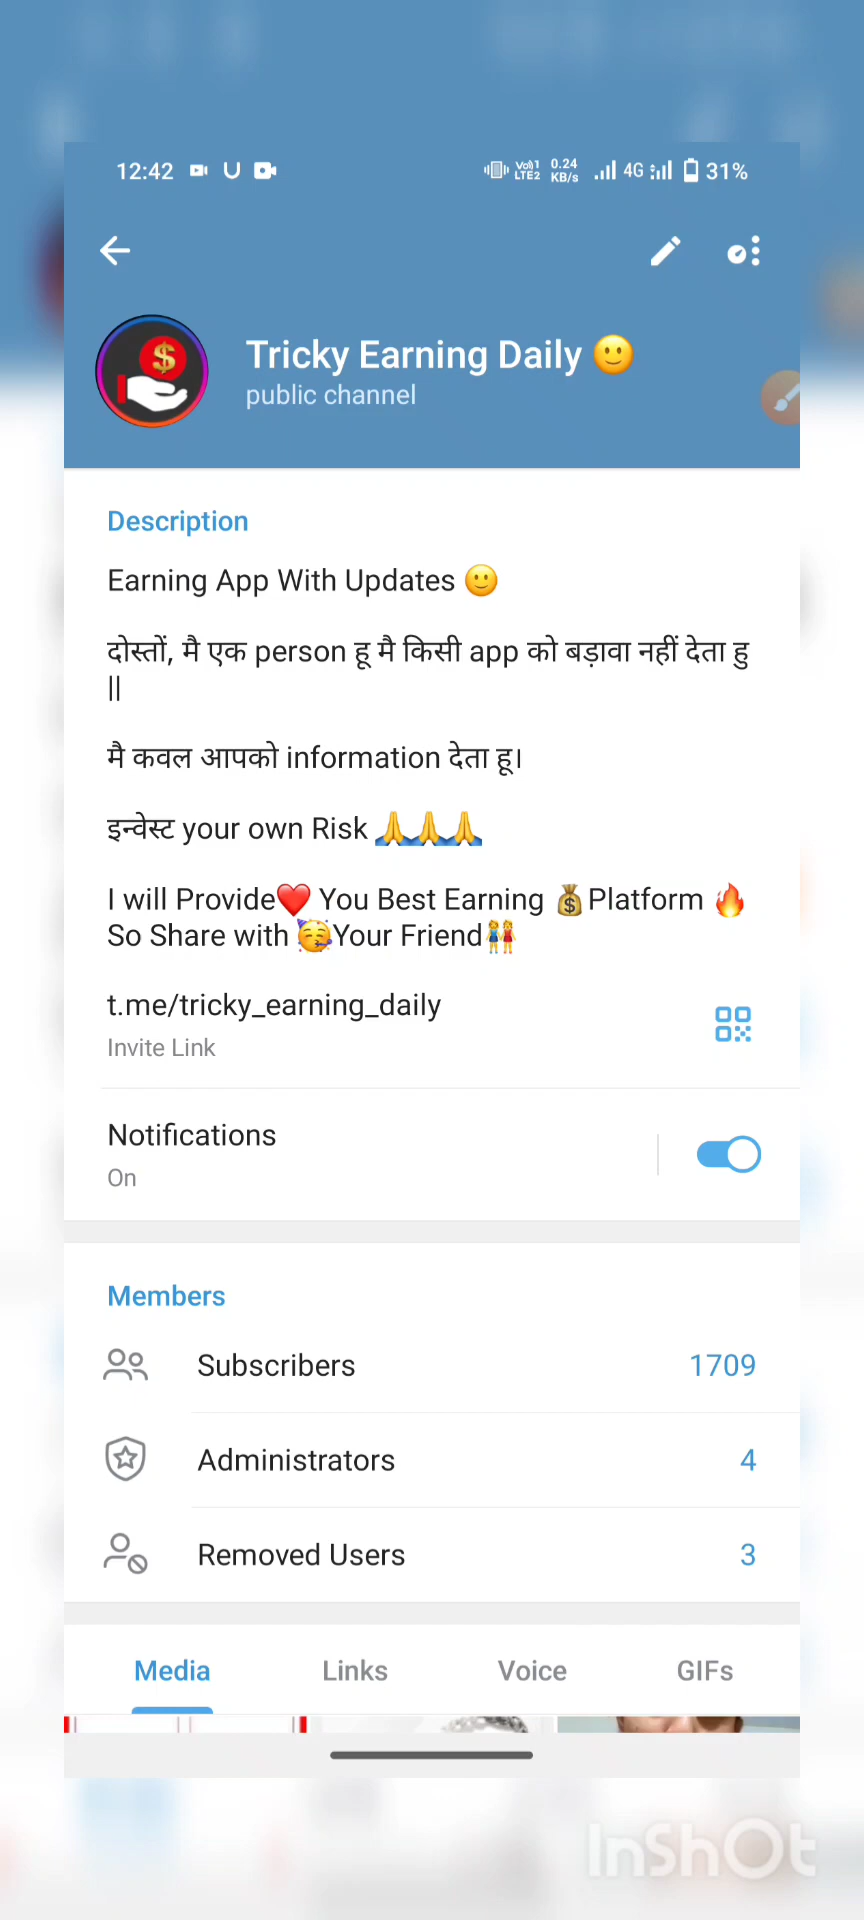 12:42
Vo)) 1 LTE2 0.24 KB/s 4G 31%
Tricky Earning Daily 🙂
public channel
Description
Earning App With Updates 🙂
दोस्तों, मै एक person हू मै किसी app को बड़ावा नहीं देता हु
||
मै कवल आपको information देता हू।
इन्वेस्ट your own Risk 🙏🙏🙏
I will Provide❤️ You Best Earning 💰Platform 🔥
So Share with 🥳Your Friend👭
t.me/tricky_earning_daily
Invite Link
Notifications
On
Members
Subscribers 1709
Administrators 4
Removed Users 3
Media Links Voice GIFs
InShOt